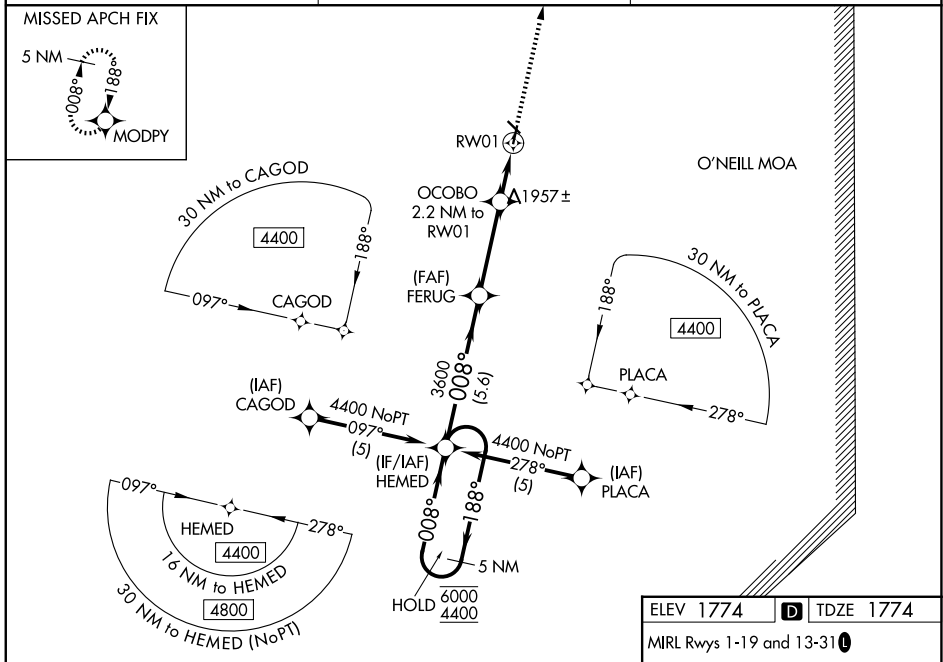 MISSED APCH FIX
5 NM
008°
188°
MODPY
RW01
O'NEILL MOA
OCOBO
2.2 NM to
RW01
1957 ±
30 NM to CAGOD
4400
188°
097°
CAGOD
(FAF)
FERUG
30 NM to PLACA
4400
188°
PLACA
278°
3600
008°
(5.6)
(IAF)
CAGOD
4400 NoPT
097°
(5)
(IF/IAF)
HEMED
4400 NoPT
278°
(5)
(IAF)
PLACA
097°
HEMED
278°
4400
16 NM to HEMED
4800
30 NM to HEMED (NoPT)
008°
188°
5 NM
HOLD
6000
4400
ELEV 1774
D
TDZE 1774
MIRL Rwys 1-19 and 13-31 L